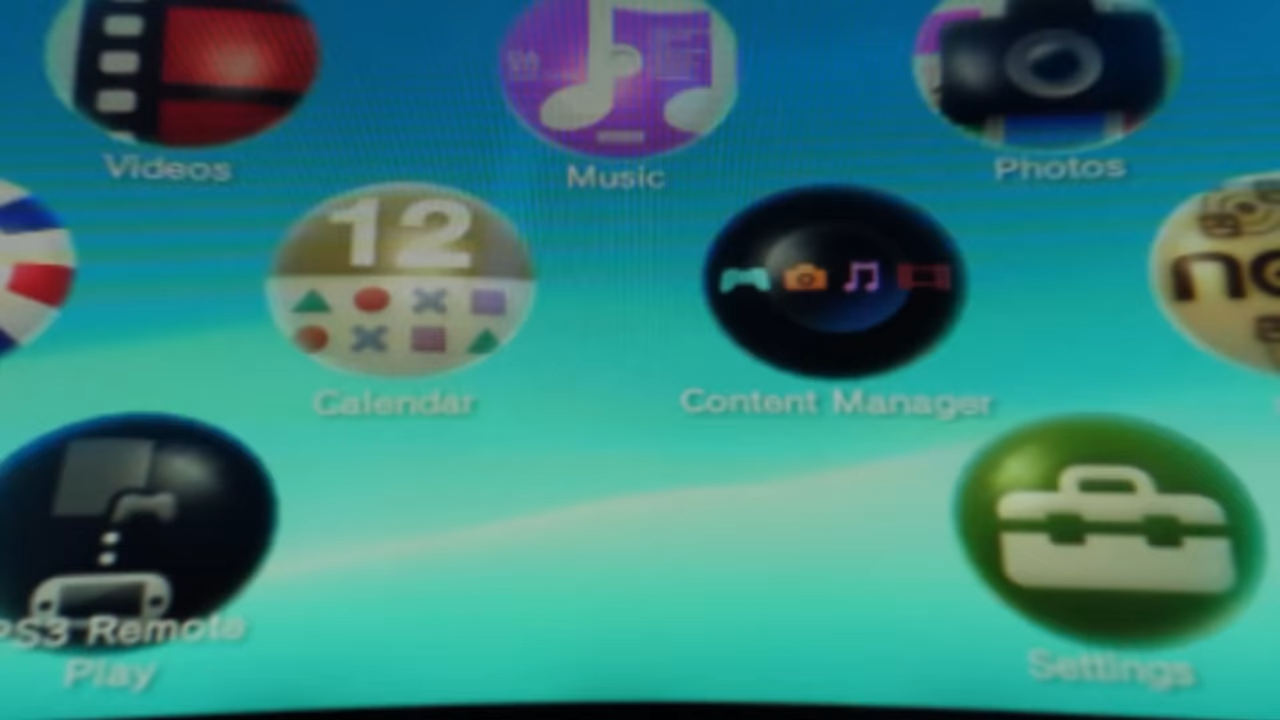 Videos
Music
Photos
12
Calendar
Content Manager
PS3 Remote
Play
Settings